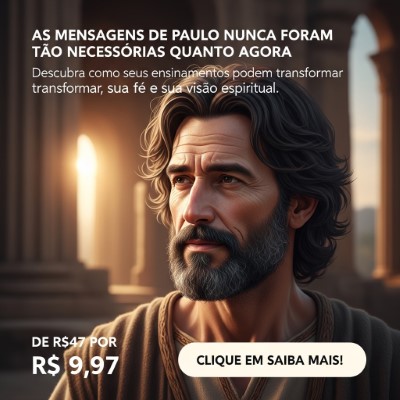 AS MENSAGENS DE PAULO NUNCA FORAM
TÃO NECESSÓRIAS QUANTO AGORA
Descubra como seus ensinamentos podem transformar
transformar, sua fé e sua visão espiritual.
DE R$47 POR
R$ 9,97
CLIQUE EM SAIBA MAIS!